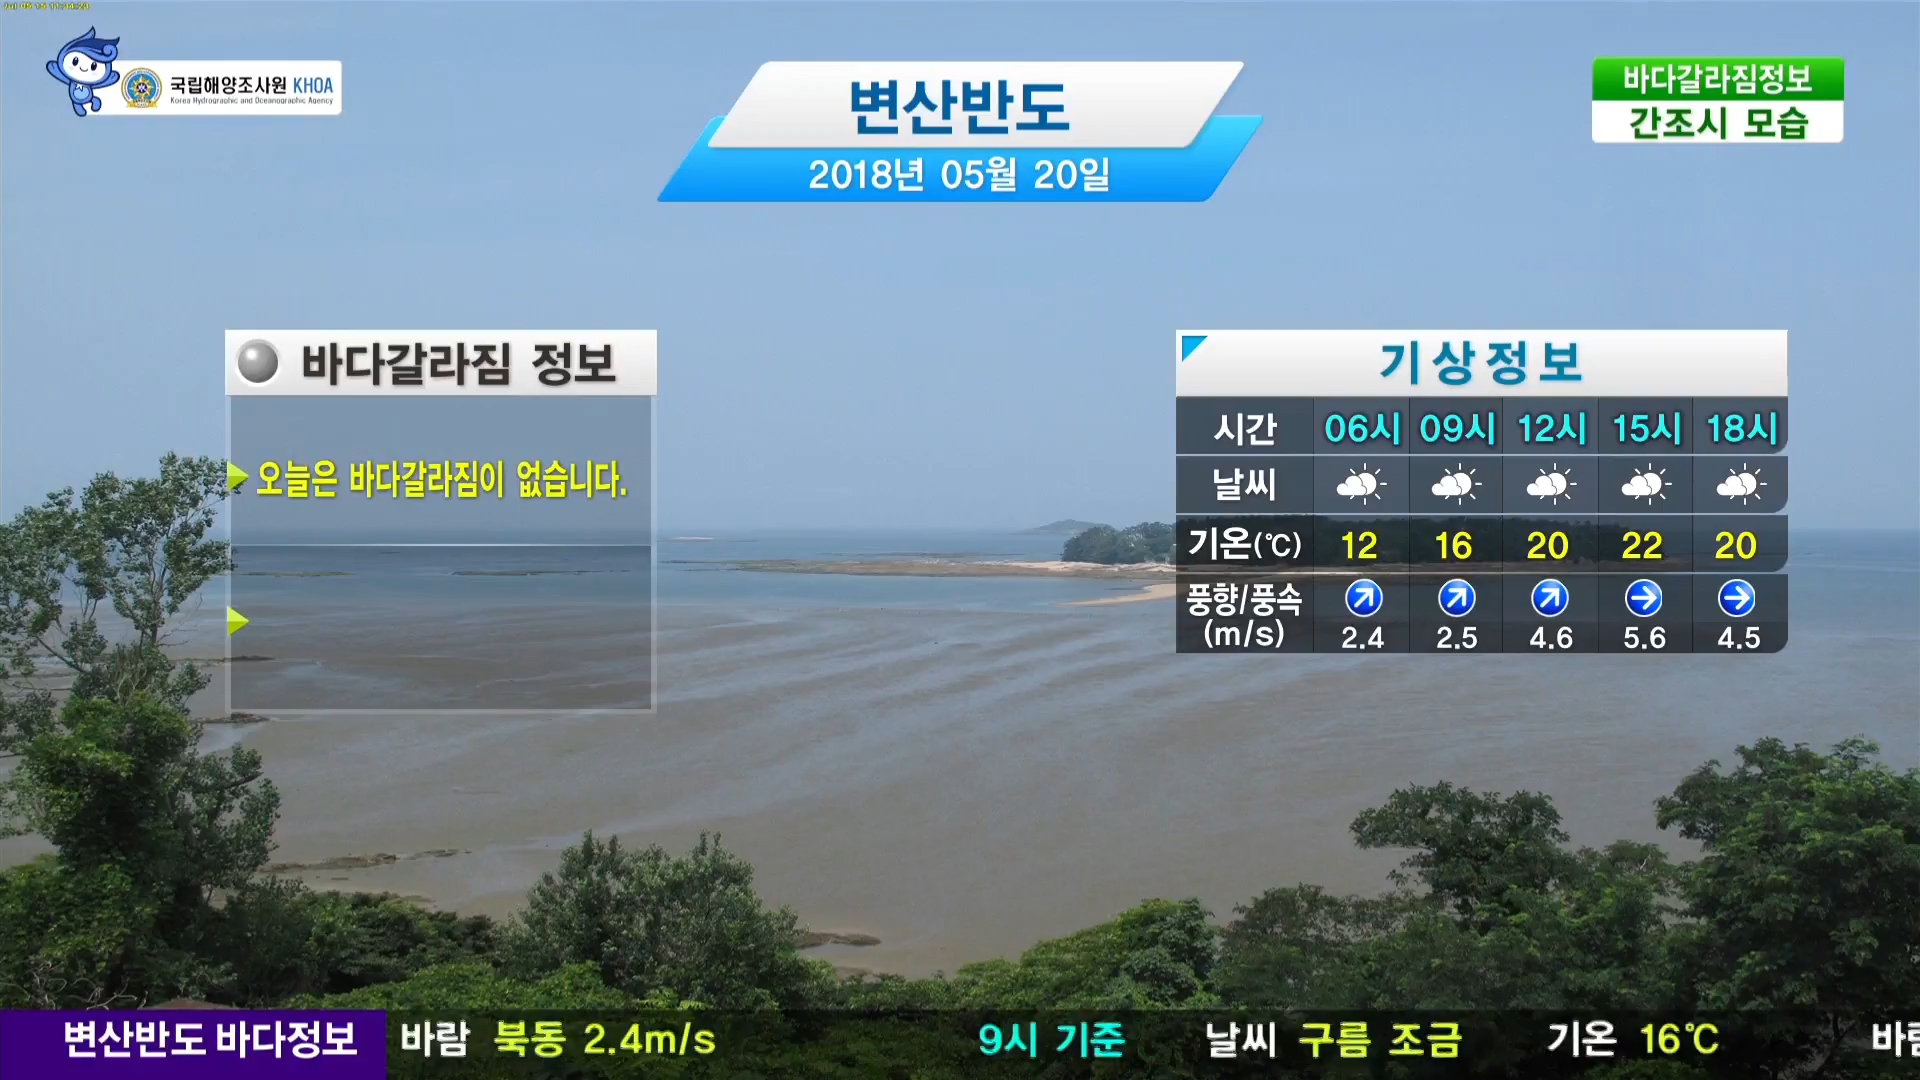 국립해양조사원 KHOA
Korea Hydrographic and Oceanographic Agency
변산반도
2018년 05월 20일
바다갈라짐정보
간조시 모습
바다갈라짐 정보
오늘은 바다갈라짐이 없습니다.
기상정보
시간 06시 09시 12시 15시 18시
날씨
기온(℃) 12 16 20 22 20
풍향/풍속
(m/s) 2.4 2.5 4.6 5.6 4.5
변산반도 바다정보 바람 북동 2.4m/s 9시 기준 날씨 구름 조금 기온 16℃